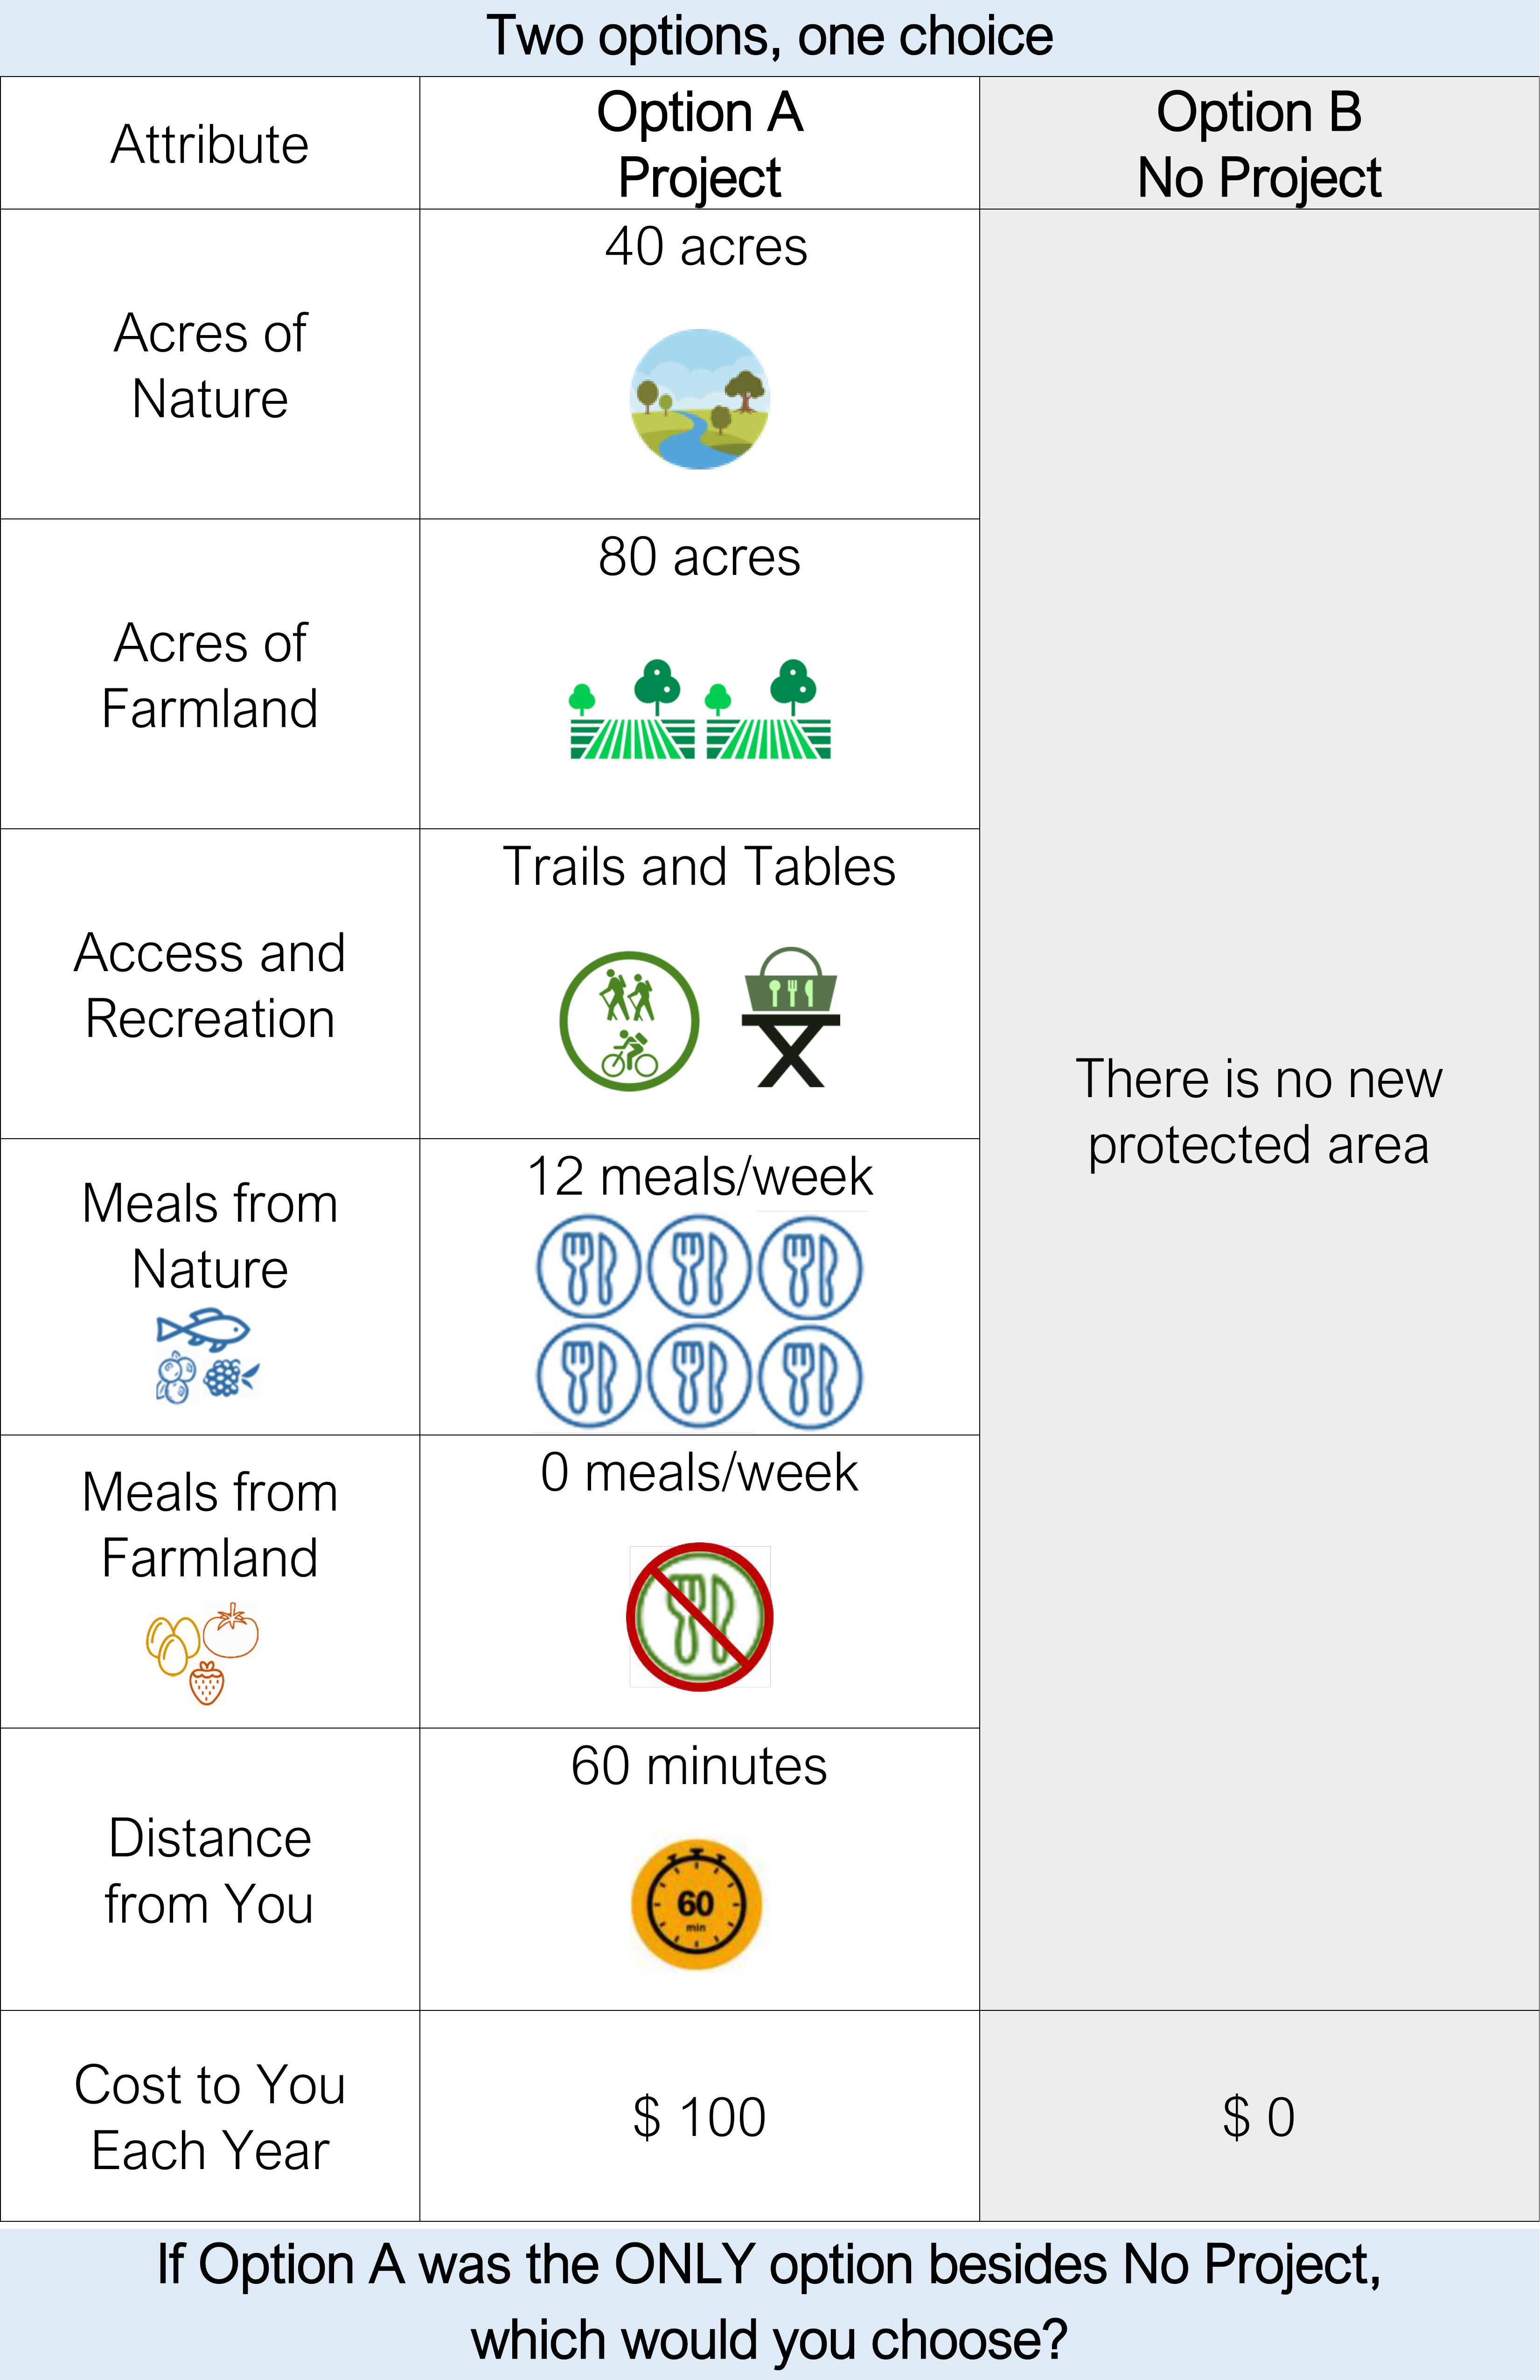 Two options, one choice
Attribute
Option A
Project
Option B
No Project
Acres of
Nature
40 acres
Acres of
Farmland
80 acres
Access and
Recreation
Trails and Tables
There is no new
protected area
Meals from
Nature
12 meals/week
Meals from
Farmland
0 meals/week
Distance
from You
60 minutes
60
min
Cost to You
Each Year
$ 100
$ 0
If Option A was the ONLY option besides No Project,
which would you choose?